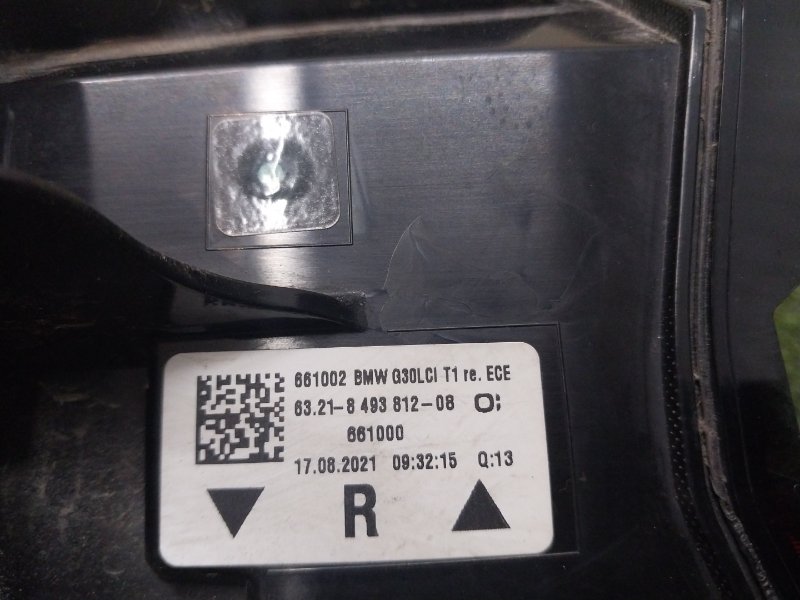 661002 BMW G30LCI T1 re. ECE
63.21-8 493 812-08 O;
661000
17.08.2021 09:32:15 Q:13
R